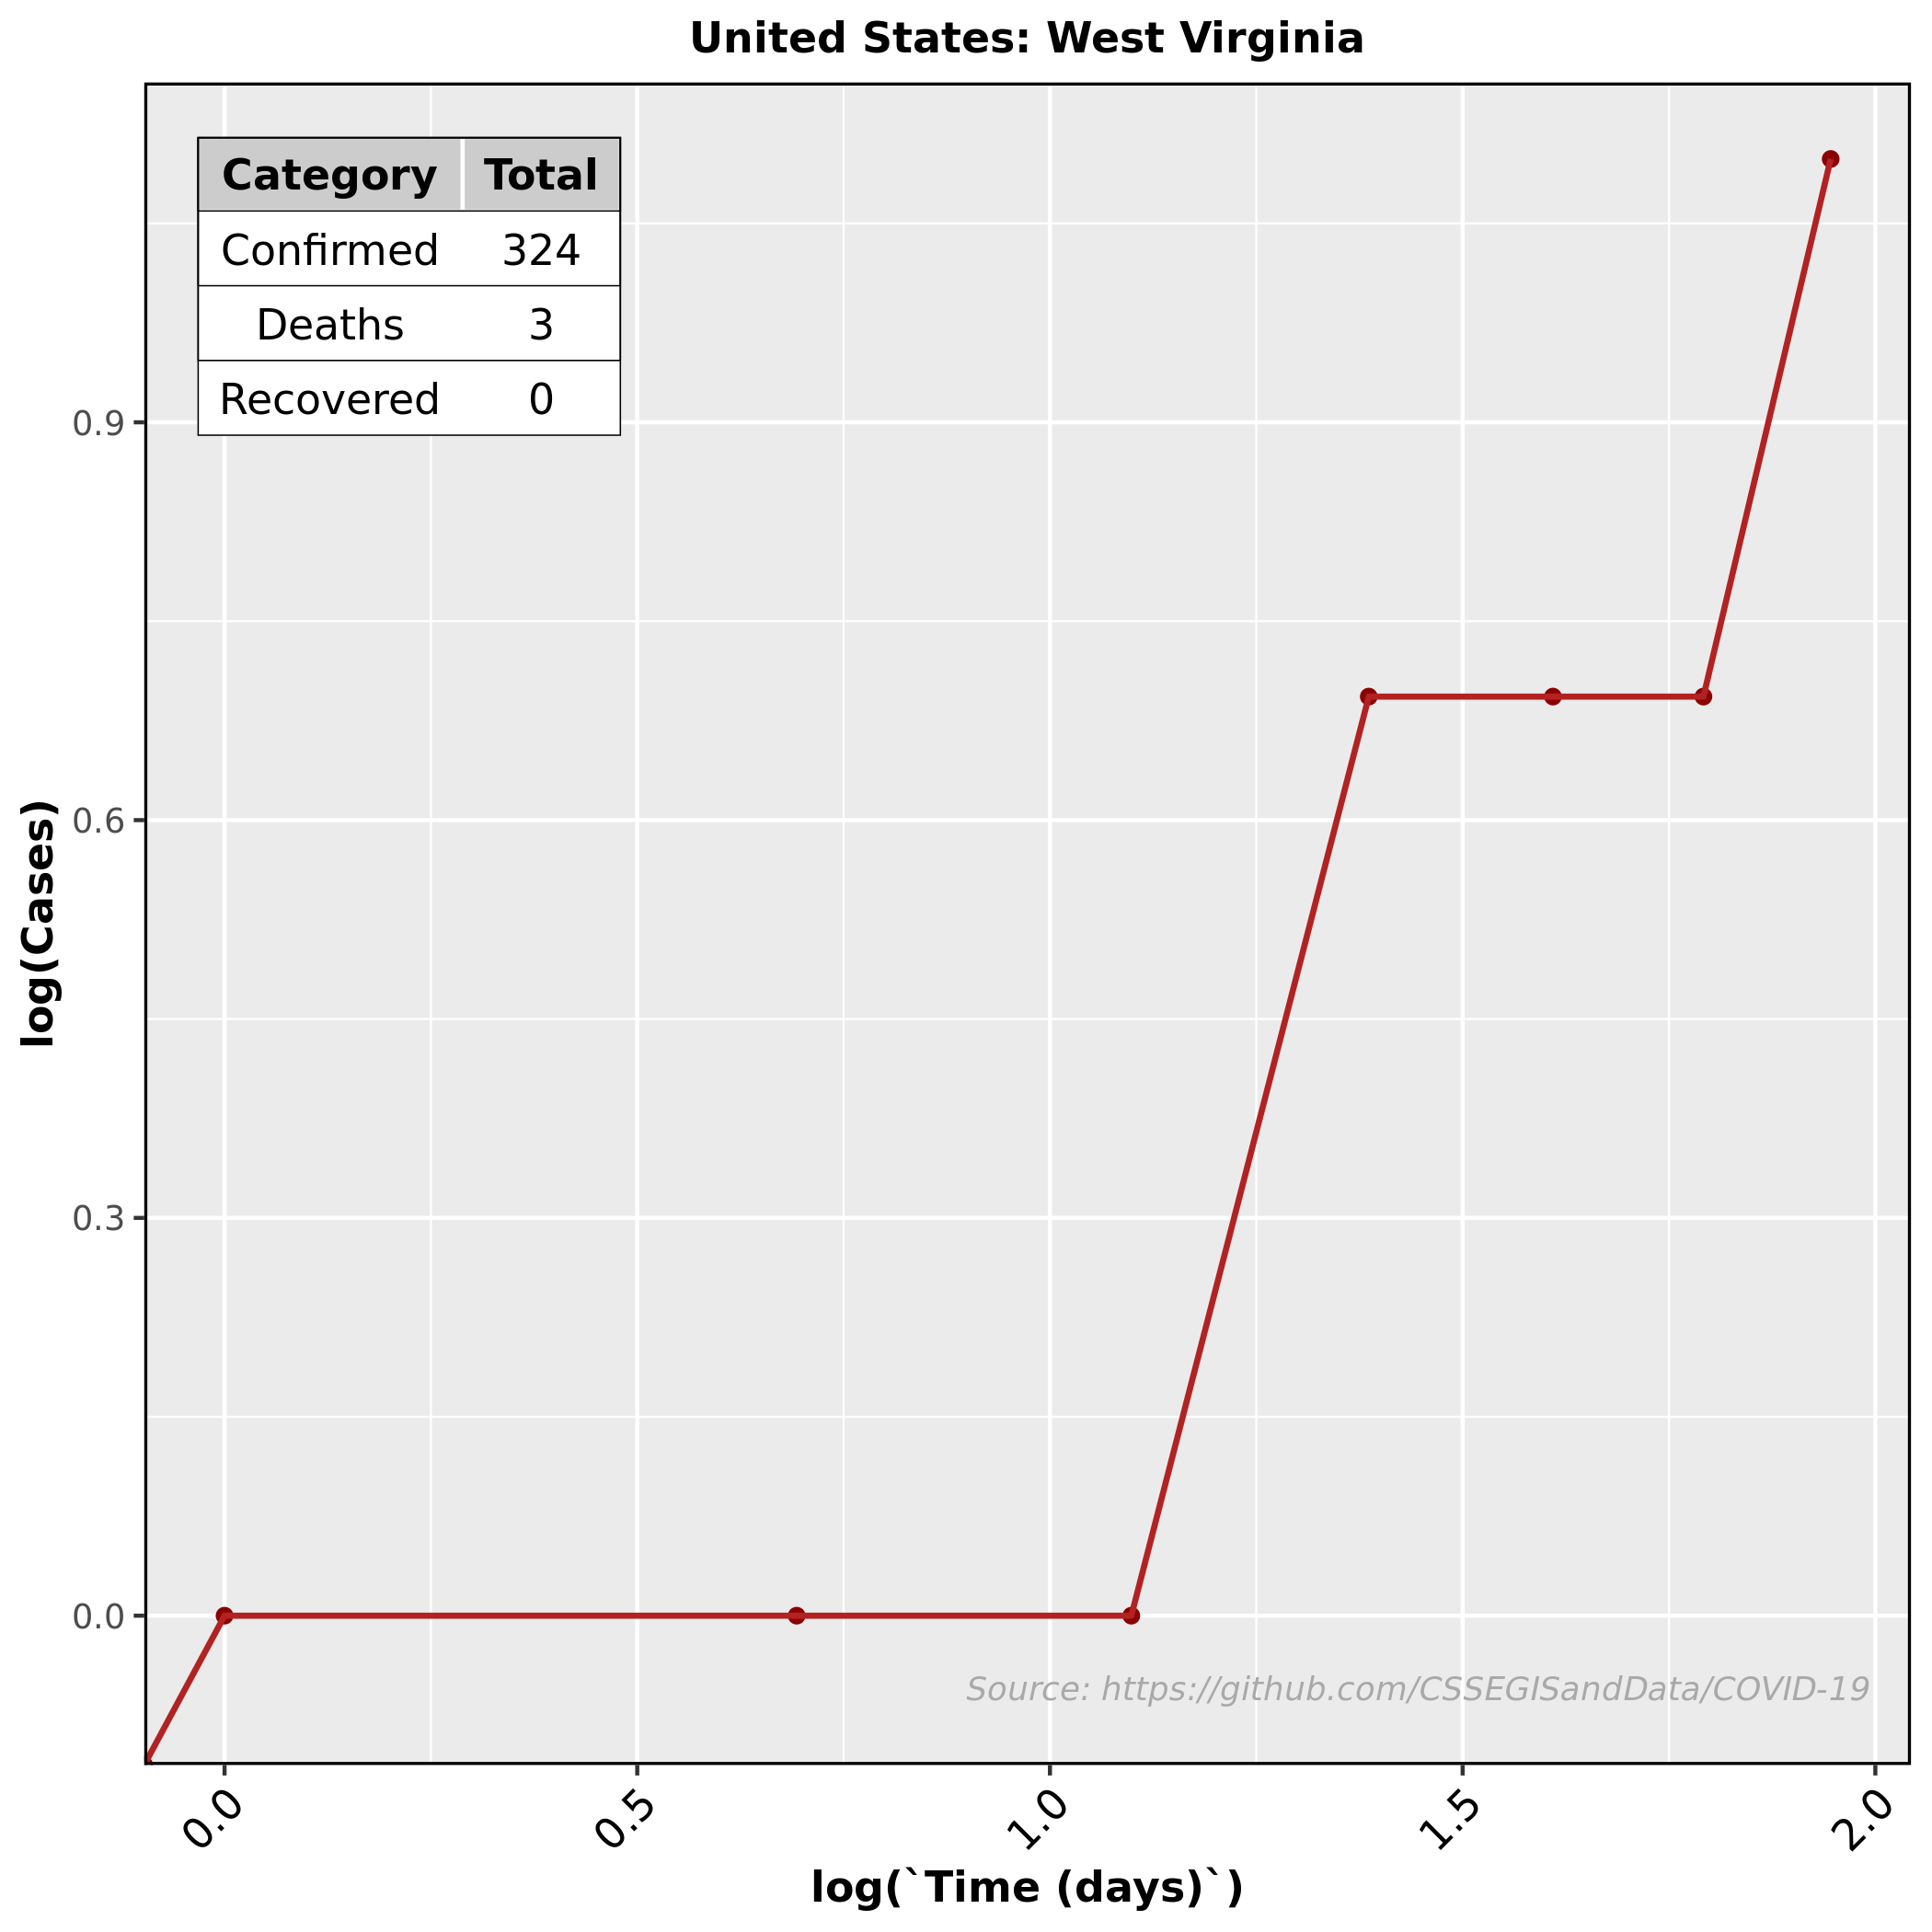 United States: West Virginia
Category Total
Confirmed 324
Deaths 3
Recovered 0
0.9
0.6
0.3
0.0
log(Cases)
Source: https://github.com/CSSEGISandData/COVID-19
0.0 0.5 1.0 1.5 2.0
log(`Time (days)`)